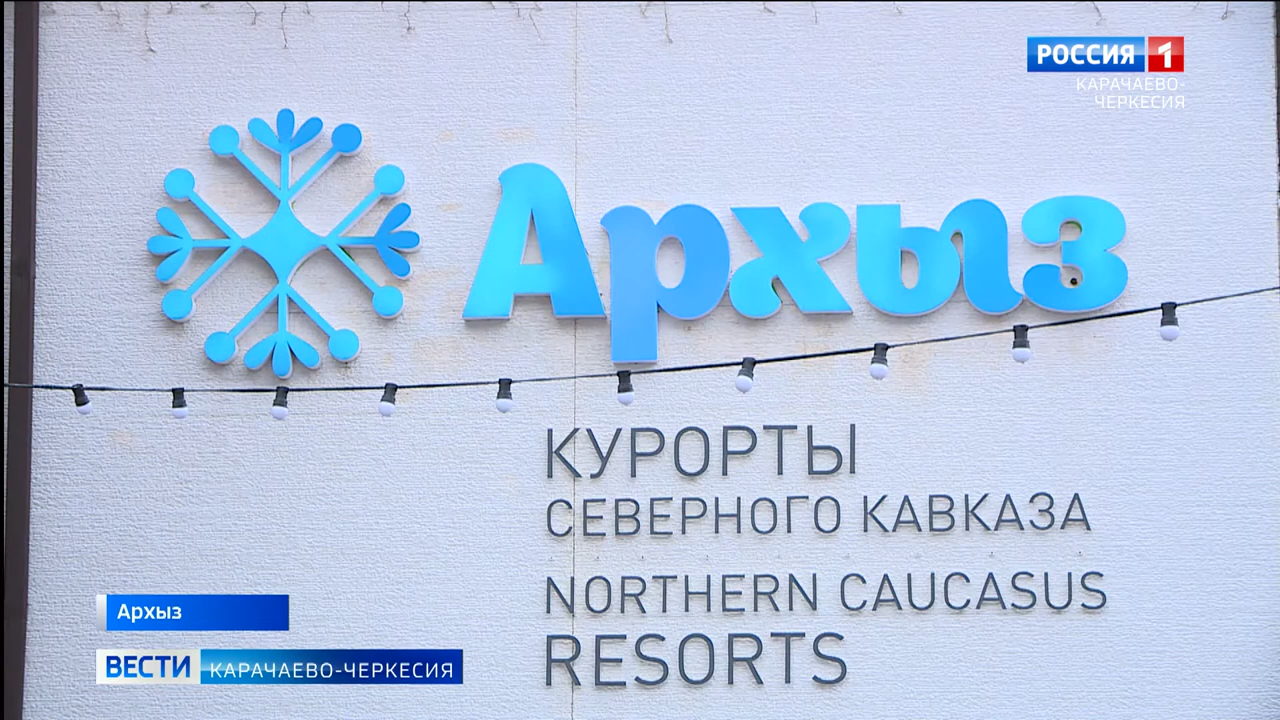 РОССИЯ 1
КАРАЧАЕВО-
ЧЕРКЕСИЯ
Архыз
КУРОРТЫ
СЕВЕРНОГО КАВКАЗА
NORTHERN CAUCASUS
RESORTS
Архыз
ВЕСТИ КАРАЧАЕВО-ЧЕРКЕСИЯ